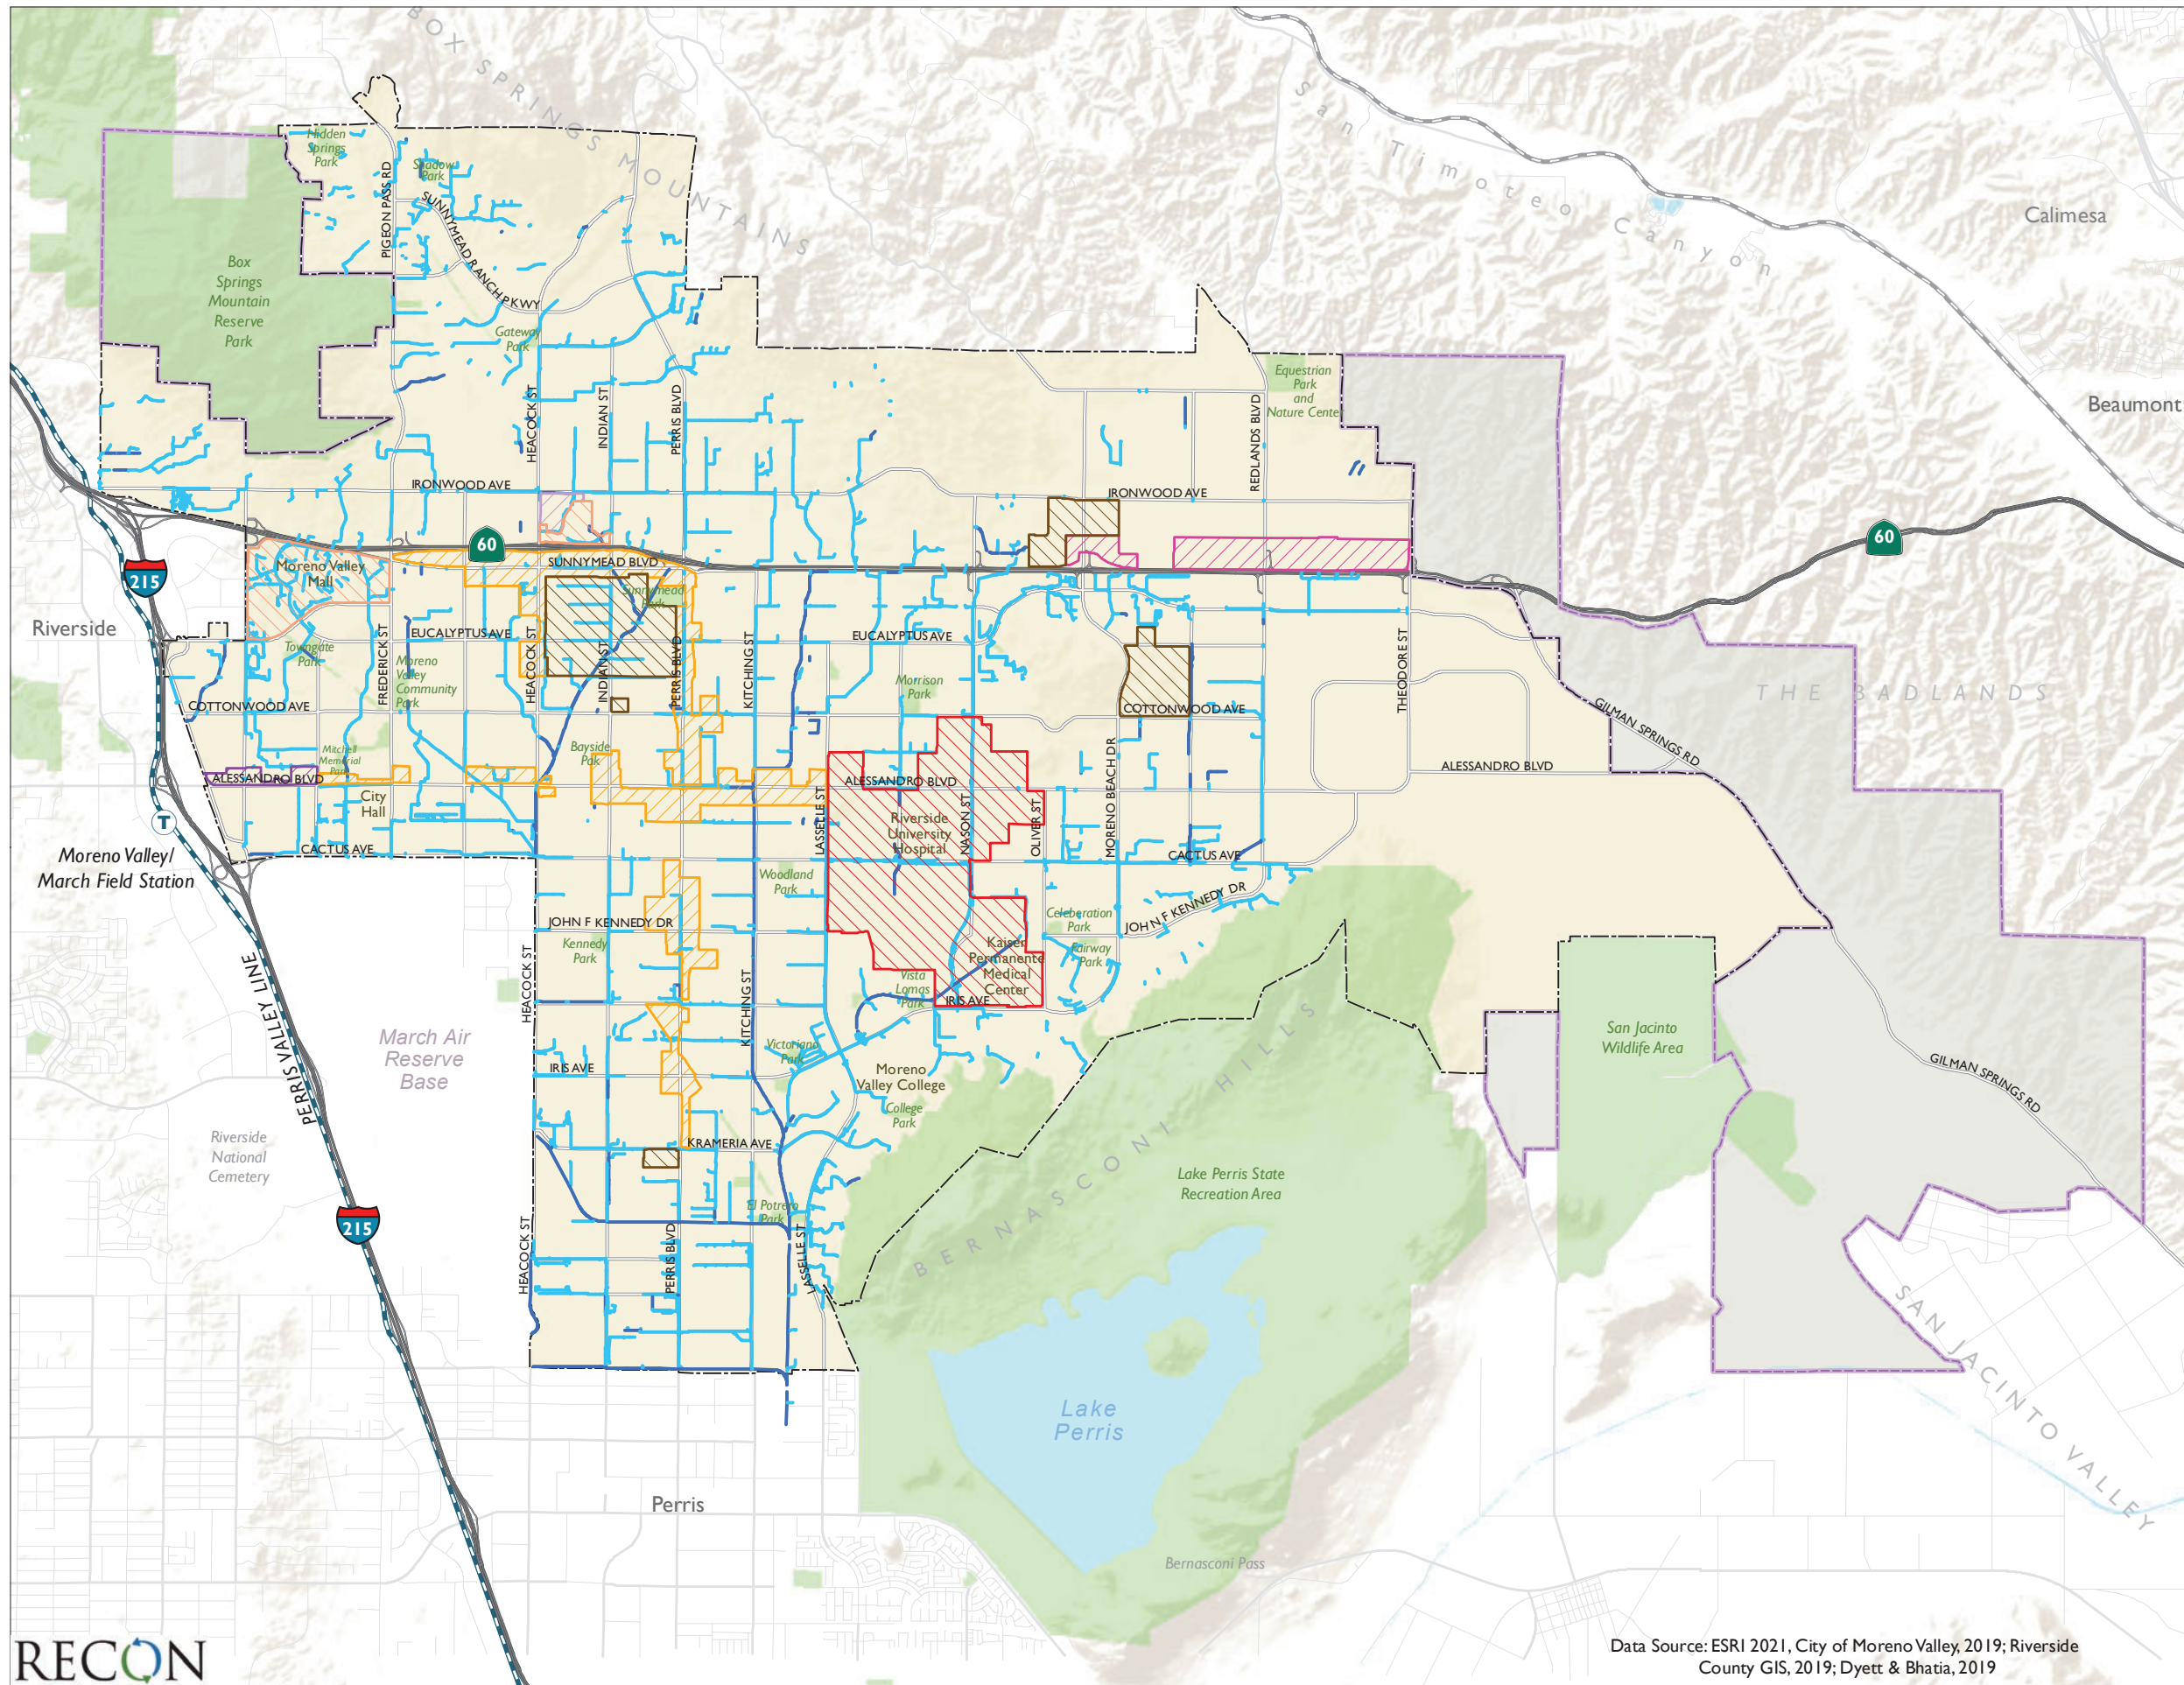 BOX SPRINGS MOUNTAINS
San Timoteo Canyon
Calimesa
Beaumont
Hidden
Springs
Park
Shadow
Park
PIGEON PASS RD
SUNNYMEAD RANCH PKWY
Box
Springs
Mountain
Reserve
Park
Gateway
Park
Equestrian
Park
and
Nature Center
HEACOCK ST
INDIAN ST
PERRIS BLVD
REDLANDS BLVD
IRONWOOD AVE
IRONWOOD AVE
60
60
215
SUNNYMEAD BLVD
Moreno Valley
Mall
Sunnymead
Park
Riverside
EUCALYPTUS AVE
EUCALYPTUS AVE
Towngate
Park
FREDERICK ST
Moreno
Valley
Community
Park
HEACOCK ST
INDIAN ST
PERRIS BLVD
KITCHING ST
Morrison
Park
THEODORE ST
THE BADLANDS
COTTONWOOD AVE
COTTONWOOD AVE
GILMAN SPRINGS RD
Mitchell
Memorial
Park
Bayside
Park
ALESSANDRO BLVD
ALESSANDRO BLVD
ALESSANDRO BLVD
City
Hall
LASSELLE ST
Riverside
University
Hospital
NASON ST
OLIVER ST
MORENO BEACH DR
T
Moreno Valley/
March Field Station
CACTUS AVE
CACTUS AVE
Woodland
Park
JOHN F KENNEDY DR
JOHN F KENNEDY DR
Celeberation
Park
Kennedy
Park
Fairway
Park
Kaiser
Permanente
Medical
Center
Vista
Lomas
Park
IRIS AVE
HEACOCK ST
KITCHING ST
PERRIS VALLEY LINE
March Air
Reserve
Base
San Jacinto
Wildlife Area
Victoriano
Park
IRIS AVE
Moreno
Valley College
College
Park
GILMAN SPRINGS RD
BERNASCONI HILLS
Riverside
National
Cemetery
KRAMERIA AVE
Lake Perris State
Recreation Area
El Potrero
Park
215
HEACOCK ST
PERRIS BLVD
LASSELLE ST
SAN JACINTO VALLEY
Lake
Perris
Perris
Bernasconi Pass
RECON
Data Source: ESRI 2021, City of Moreno Valley, 2019; Riverside
County GIS, 2019; Dyett & Bhatia, 2019